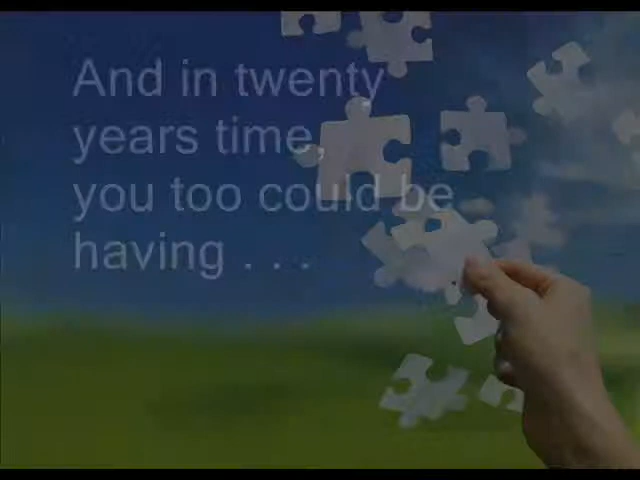 And in twenty
years time,
you too could be
having . . .